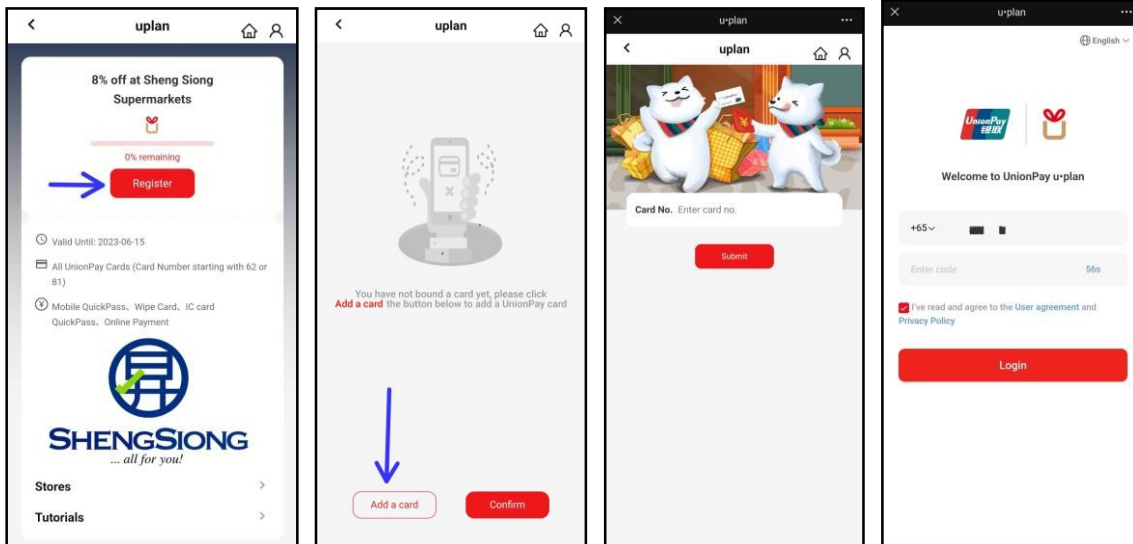 uplan
8% off at Sheng Siong
Supermarkets
0% remaining
Register
Valid Until: 2023-06-15
All UnionPay Cards (Card Number starting with 62 or
81)
Mobile QuickPass、Wipe Card、IC card
QuickPass、Online Payment
SHENGSIONG
... all for you!
Stores
Tutorials
uplan
You have not bound a card yet, please click
Add a card the button below to add a UnionPay card
Add a card
Confirm
u•plan
uplan
Card No. Enter card no.
Submit
u•plan
English
UnionPay
银联
Welcome to UnionPay u•plan
+65
Enter code 56s
I've read and agree to the User agreement and
Privacy Policy
Login